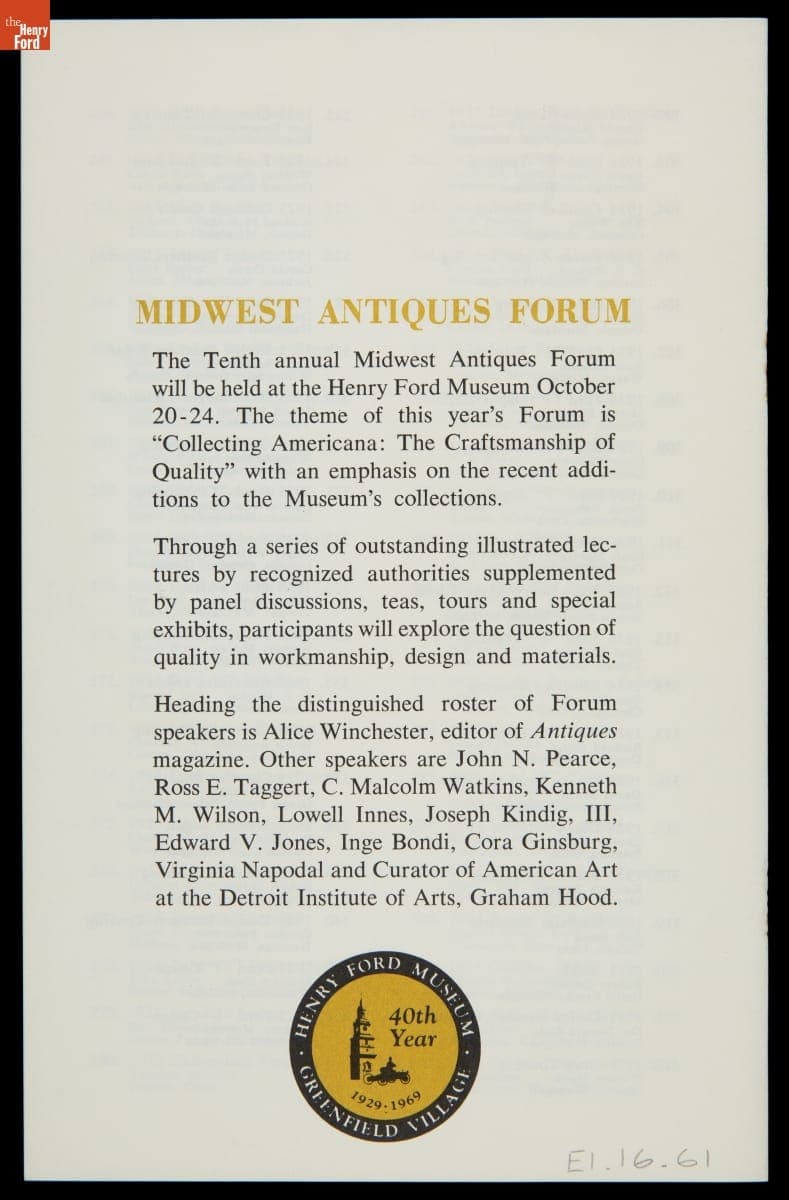 the
Henry
Ford
MIDWEST ANTIQUES FORUM
The Tenth annual Midwest Antiques Forum
will be held at the Henry Ford Museum October
20-24. The theme of this year's Forum is
“Collecting Americana: The Craftsmanship of
Quality” with an emphasis on the recent addi-
tions to the Museum's collections.
Through a series of outstanding illustrated lec-
tures by recognized authorities supplemented
by panel discussions, teas, tours and special
exhibits, participants will explore the question of
quality in workmanship, design and materials.
Heading the distinguished roster of Forum
speakers is Alice Winchester, editor of Antiques
magazine. Other speakers are John N. Pearce,
Ross E. Taggert, C. Malcolm Watkins, Kenneth
M. Wilson, Lowell Innes, Joseph Kindig, III,
Edward V. Jones, Inge Bondi, Cora Ginsburg,
Virginia Napodal and Curator of American Art
at the Detroit Institute of Arts, Graham Hood.
HENRY FORD MUSEUM
40th
Year
1929·1969
GREENFIELD VILLAGE
E1.16.61